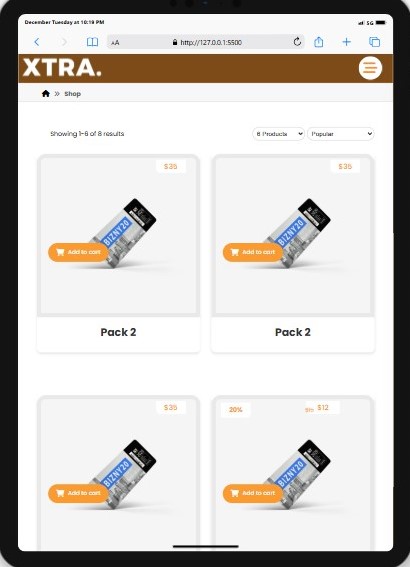 December Tuesday at 10:19 PM
5G
AA
http://127.0.0.1:5500
XTRA.
» Shop
Showing 1-6 of 8 results
6 Products
Popular
$35
$35
BIZNY20
BIZNY20
Add to cart
Add to cart
Pack 2
Pack 2
$35
20%
$12
BIZNY20
BIZNY20
Add to cart
Add to cart